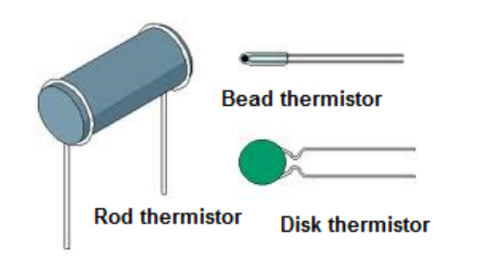 Bead thermistor
Rod thermistor
Disk thermistor